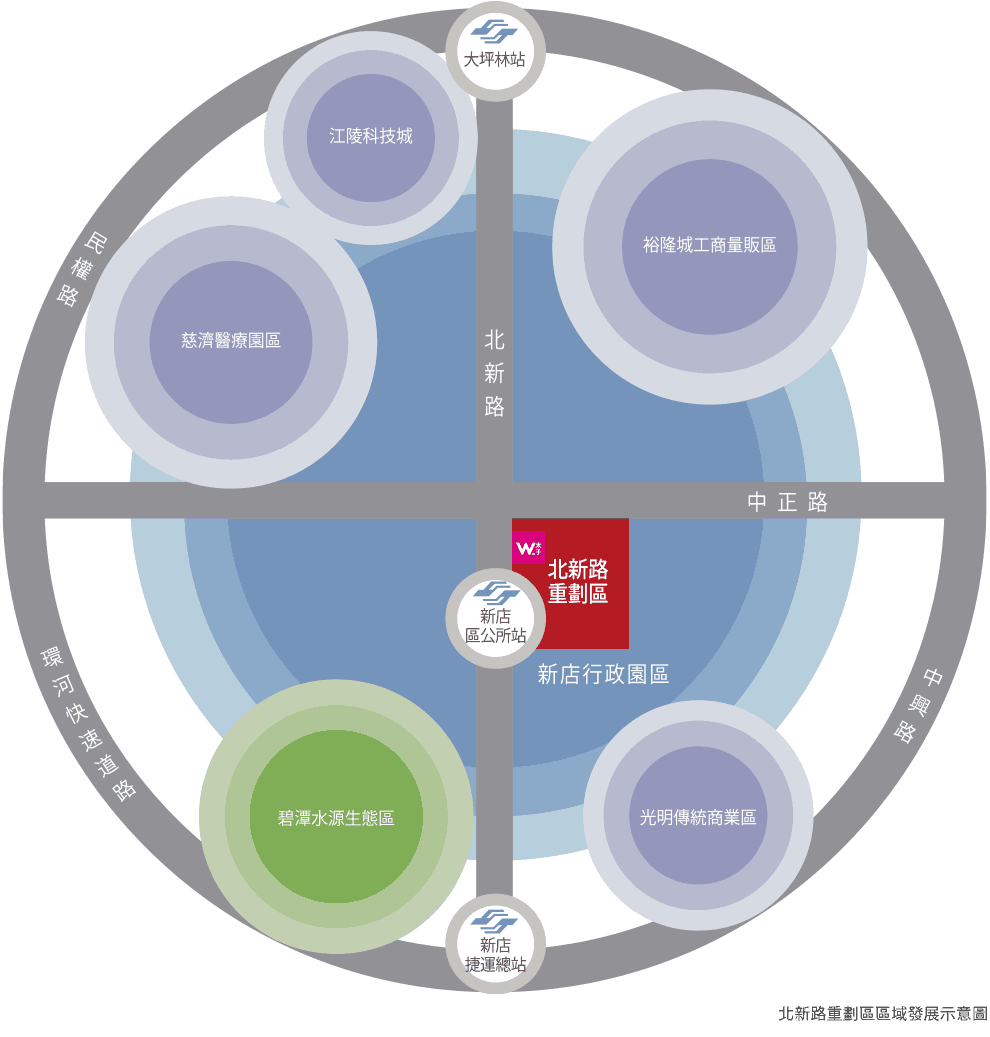 大坪林站
江陵科技城
裕隆城工商量販區
民權路
慈濟醫療園區
北新路
中正路
W.水子
北新路
重劃區
新店
區公所站
新店行政園區
環河快速道路
中興路
碧潭水源生態區
光明傳統商業區
新店
捷運總站
北新路重劃區區域發展示意圖